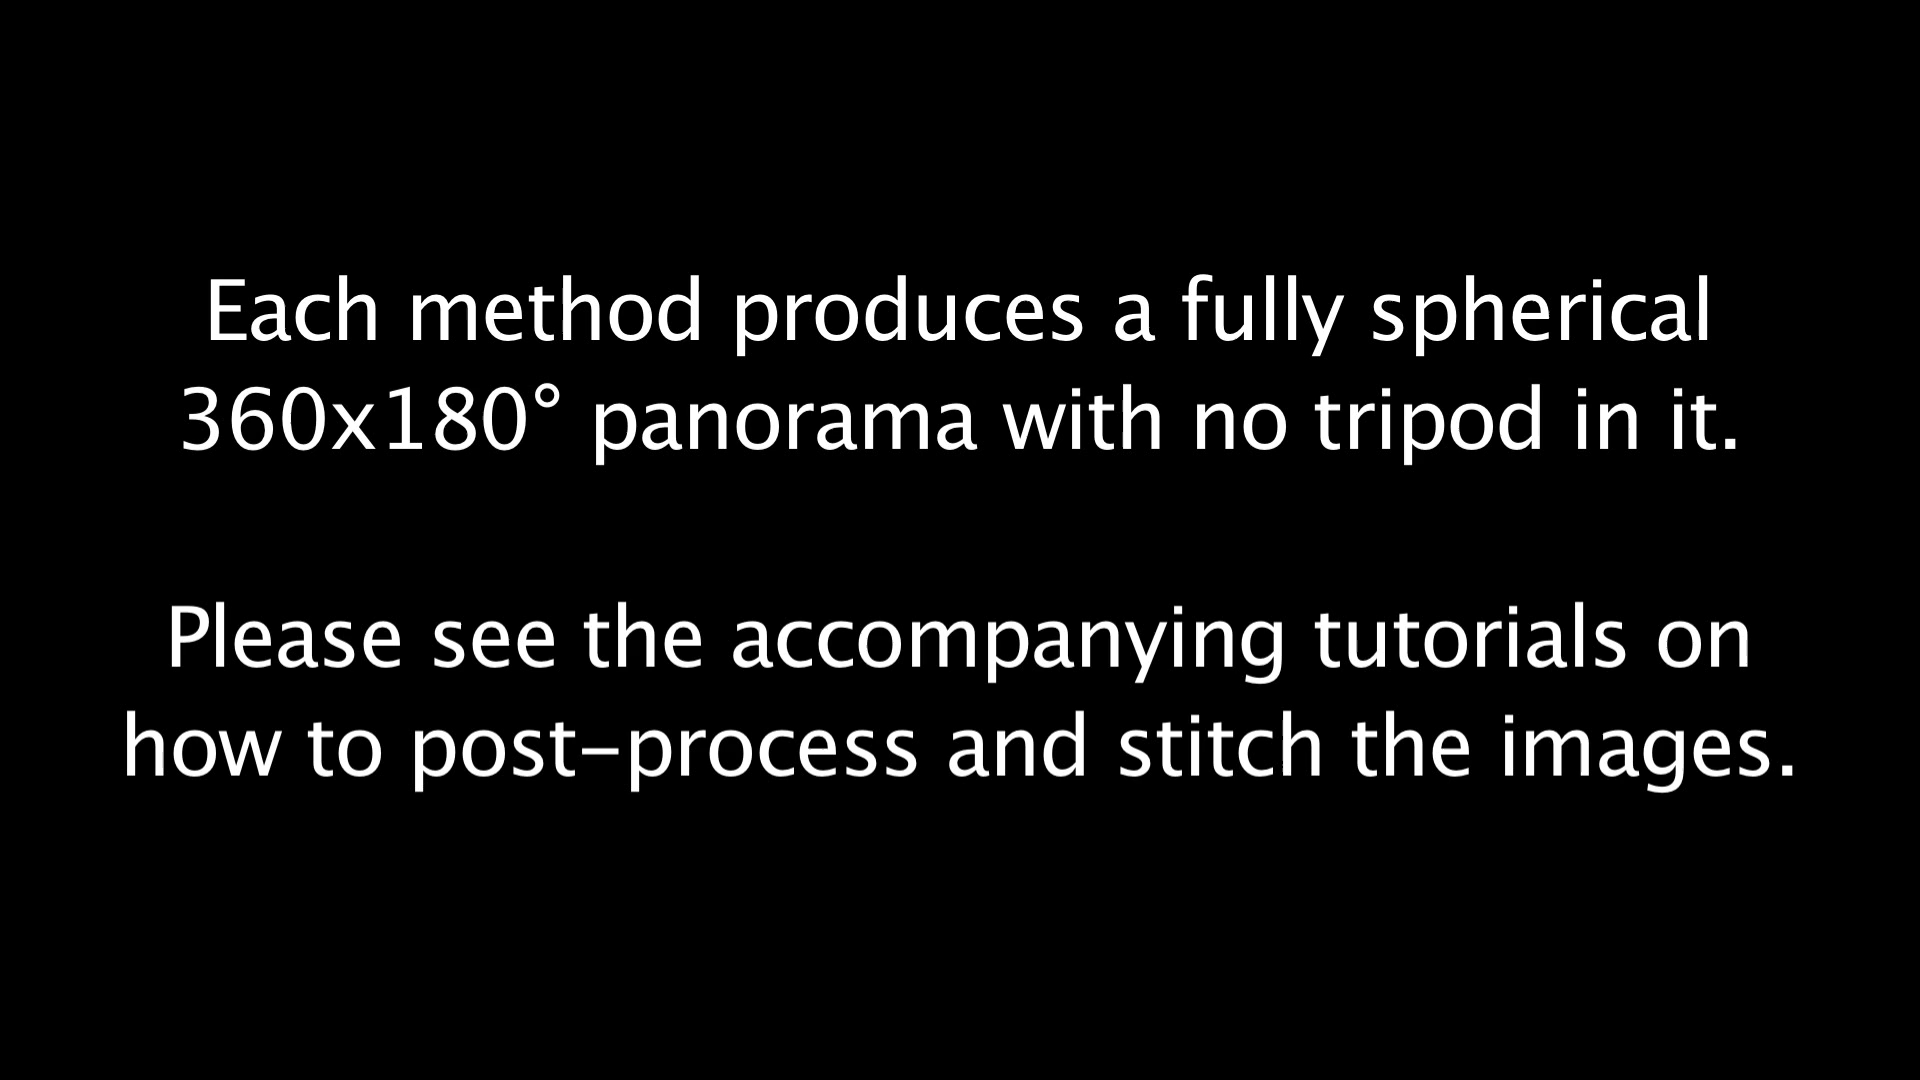 Each method produces a fully spherical
360x180° panorama with no tripod in it.
Please see the accompanying tutorials on
how to post-process and stitch the images.